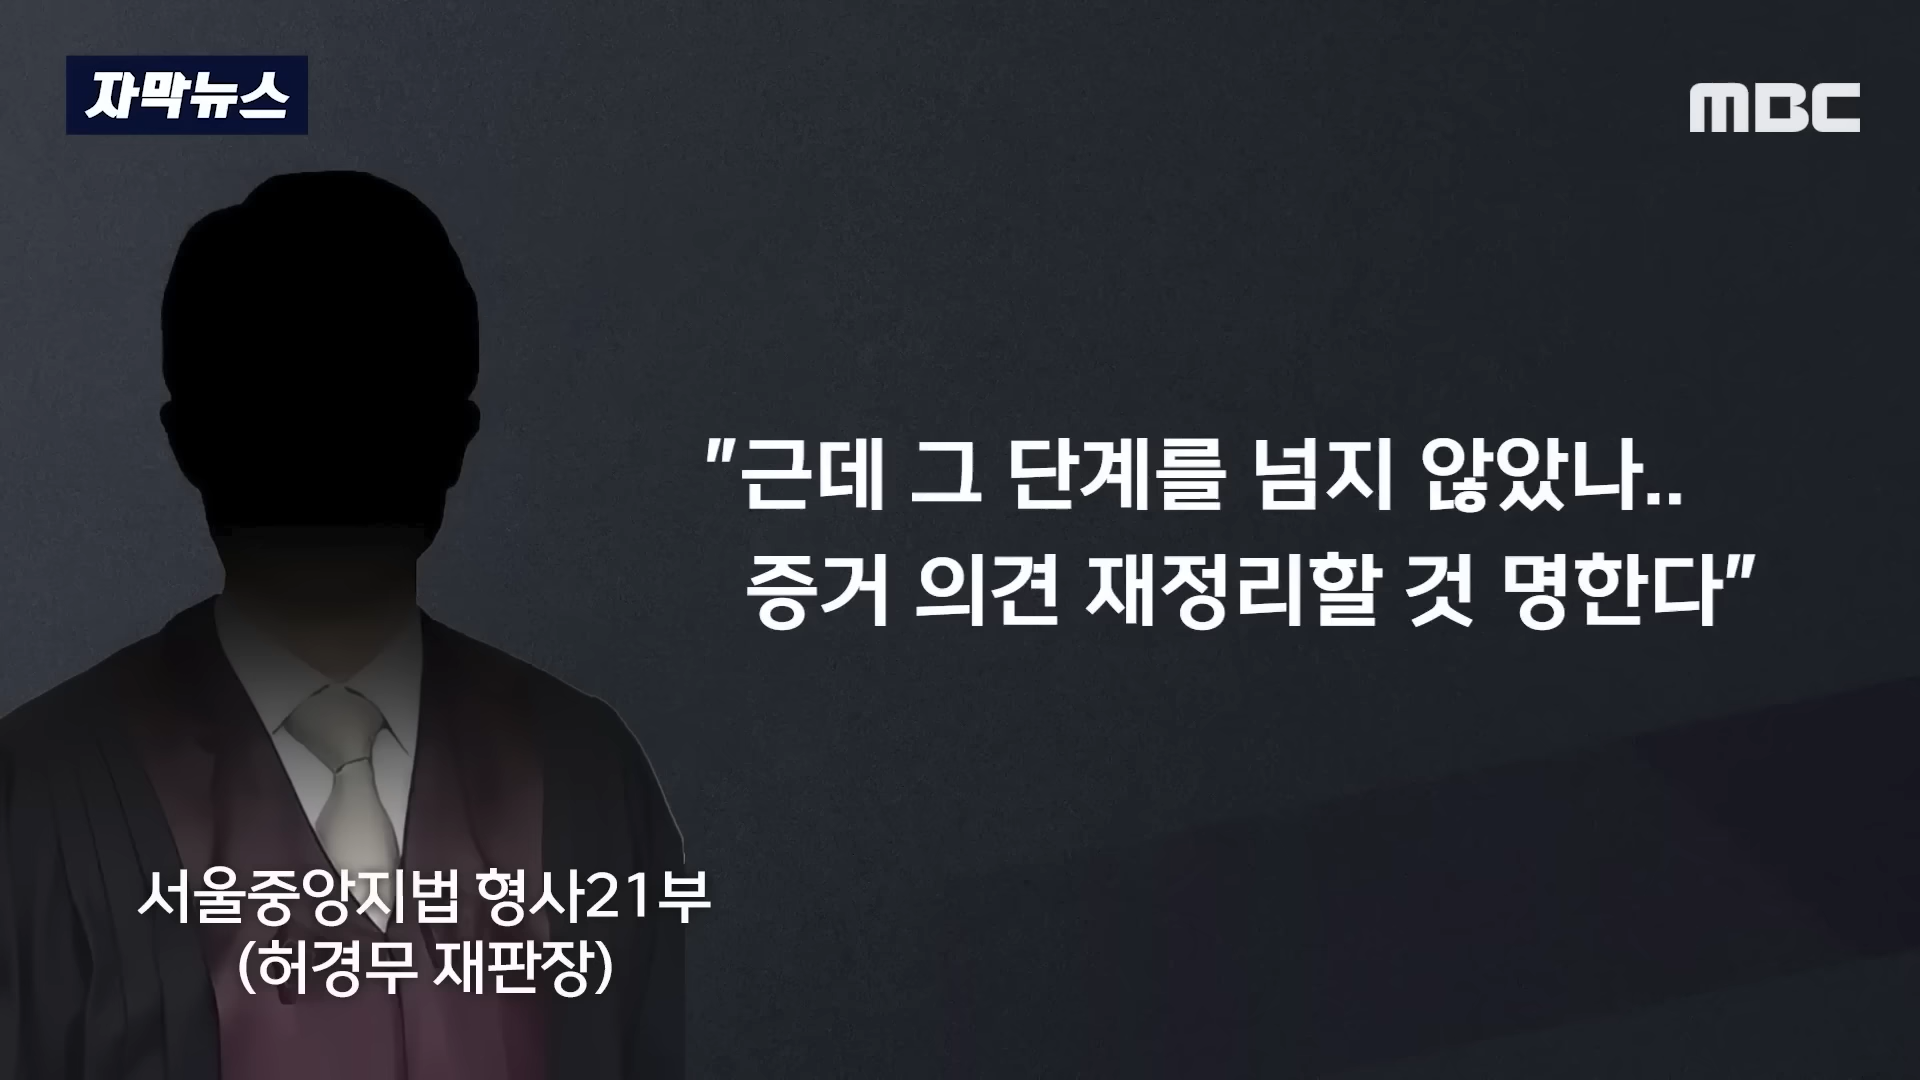 자막뉴스
MBC
"근데 그 단계를 넘지 않았나..
증거 의견 재정리할 것 명한다"
서울중앙지법 형사21부
(허경무 재판장)